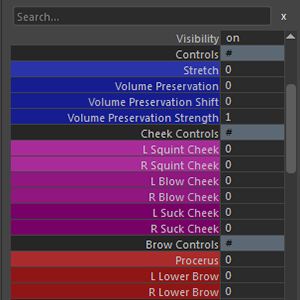 Search... x
Visibility on
Controls #
Stretch 0
Volume Preservation 0
Volume Preservation Shift 0
Volume Preservation Strength 1
Cheek Controls #
L Squint Cheek 0
R Squint Cheek 0
L Blow Cheek 0
R Blow Cheek 0
L Suck Cheek 0
R Suck Cheek 0
Brow Controls #
Procerus 0
L Lower Brow 0
R Lower Brow 0